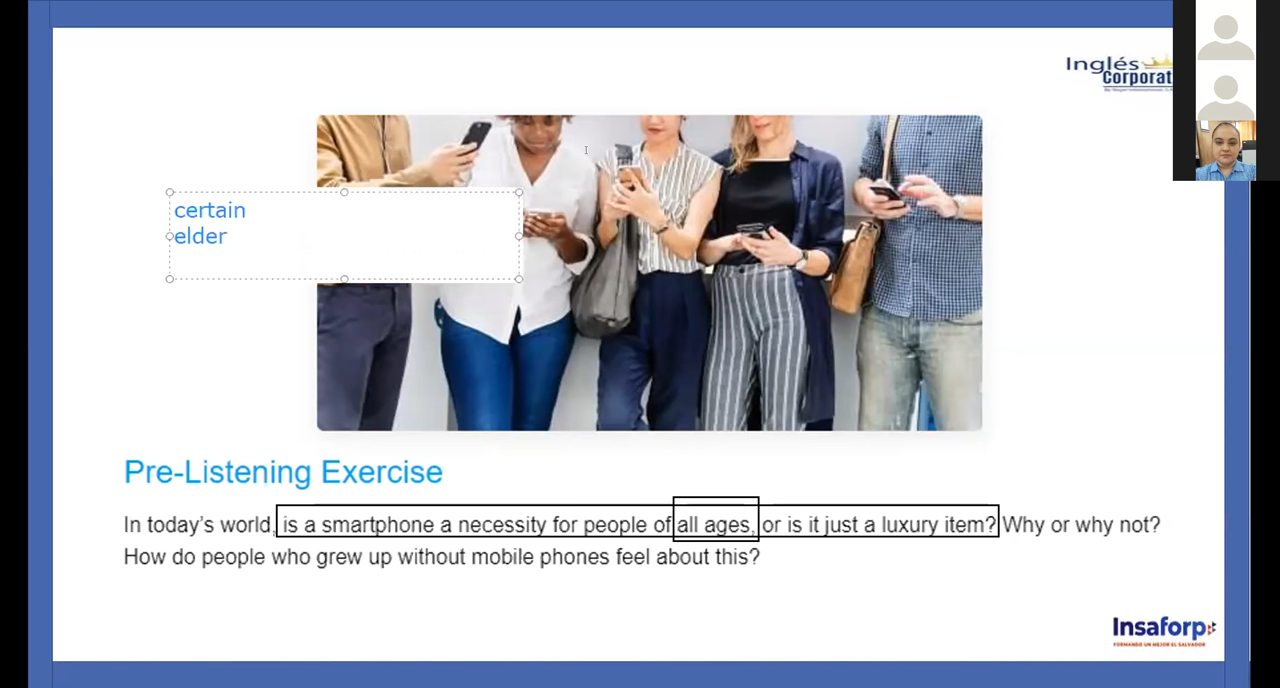 Inglés
Corporat
certain
elder
Pre-Listening Exercise
In today's world, is a smartphone a necessity for people of all ages, or is it just a luxury item? Why or why not?
How do people who grew up without mobile phones feel about this?
Insaforp
FORMANDO UN MEJOR EL SALVADOR